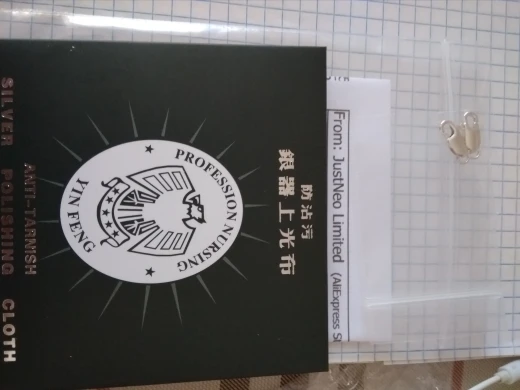 From: JustNeo Limited (AliExpress
防沾污
銀器上光布
PROFESSION NURSING
YIN FENG
ANTI-TARNISH
SILVER POLISHING CLOTH